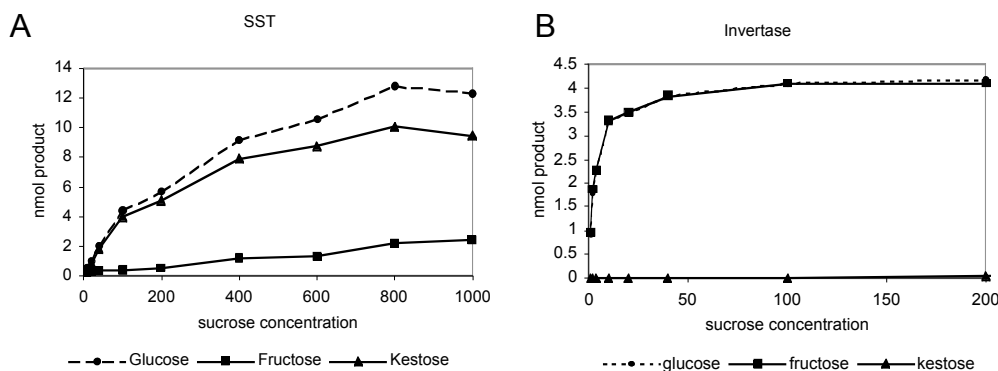 A
SST
nmol product
14
12
10
8
6
4
2
0
0 200 400 600 800 1000
sucrose concentration
Glucose Fructose Kestose
B
Invertase
nmol product
4.5
4
3.5
3
2.5
2
1.5
1
0.5
0
0 50 100 150 200
sucrose concentration
glucose fructose kestose